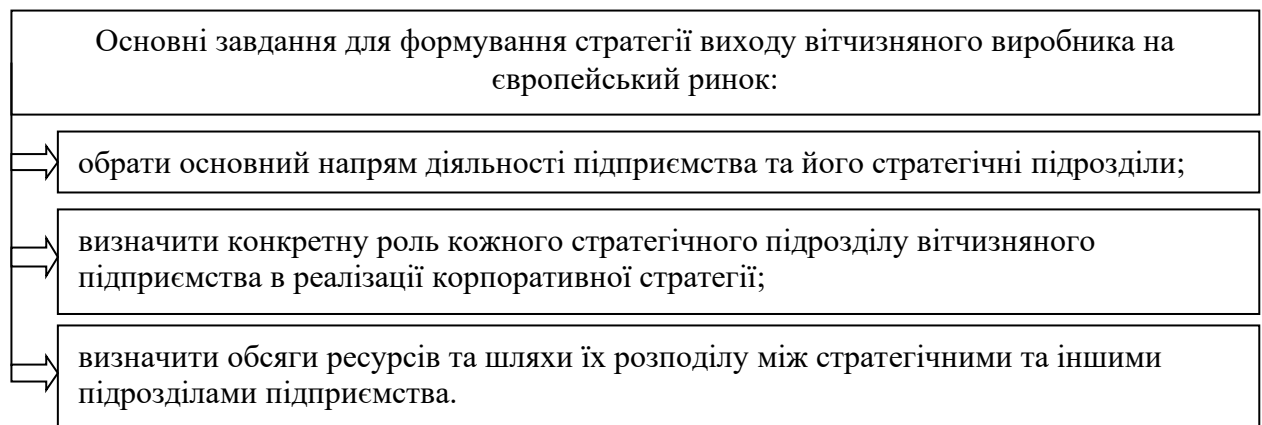 Основні завдання для формування стратегії виходу вітчизняного виробника на
європейський ринок:
обрати основний напрям діяльності підприємства та його стратегічні підрозділи;
визначити конкретну роль кожного стратегічного підрозділу вітчизняного
підприємства в реалізації корпоративної стратегії;
визначити обсяги ресурсів та шляхи їх розподілу між стратегічними та іншими
підрозділами підприємства.